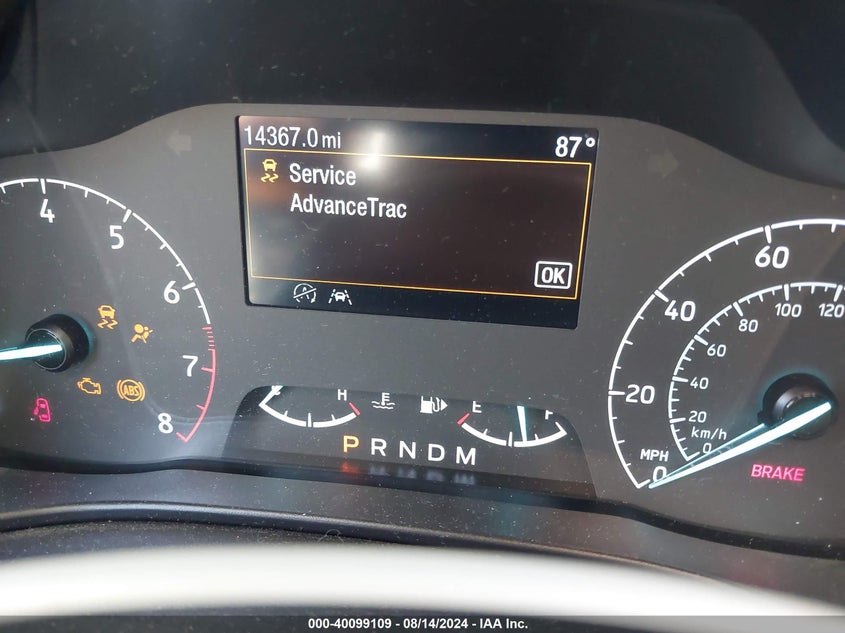 14367.0 mi 87°
Service
AdvanceTrac
OK
4
5
6
7
8
ABS
H
E F
P R N D M
0 20 40 60
MPH
0 20 40 60 80 100 120
km/h
BRAKE
000-40099109 - 08/14/2024 - IAA Inc.